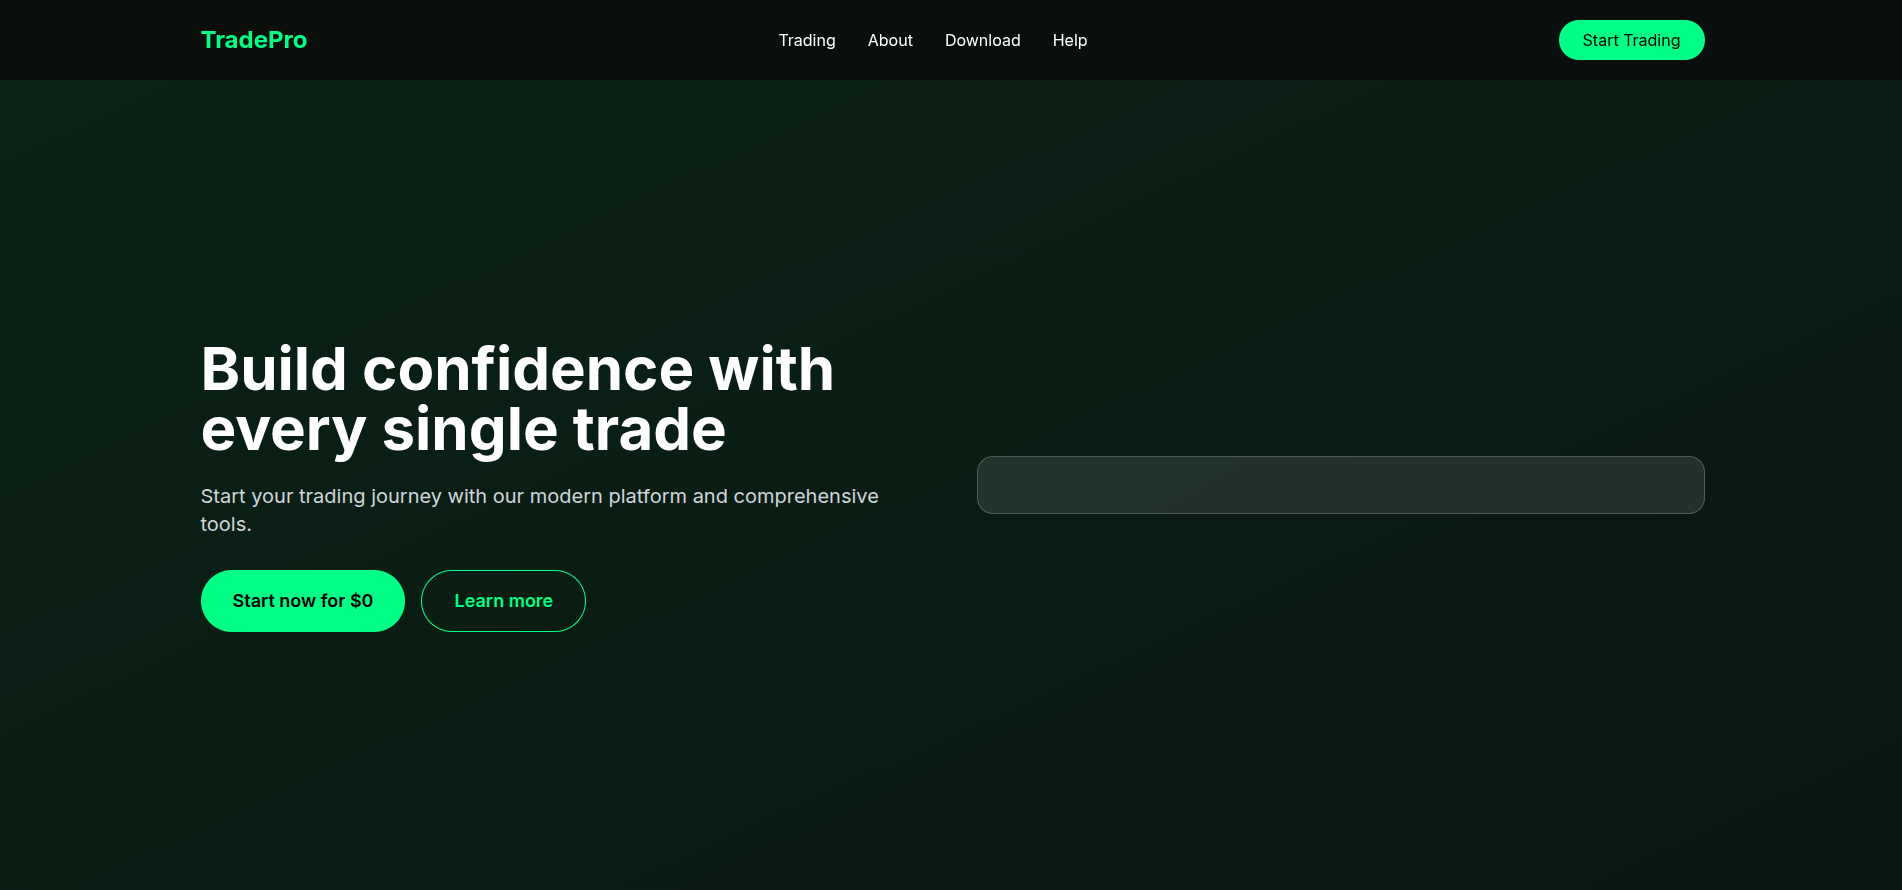 TradePro
Trading
About
Download
Help
Start Trading
Build confidence with
every single trade
Start your trading journey with our modern platform and comprehensive
tools.
Start now for $0
Learn more